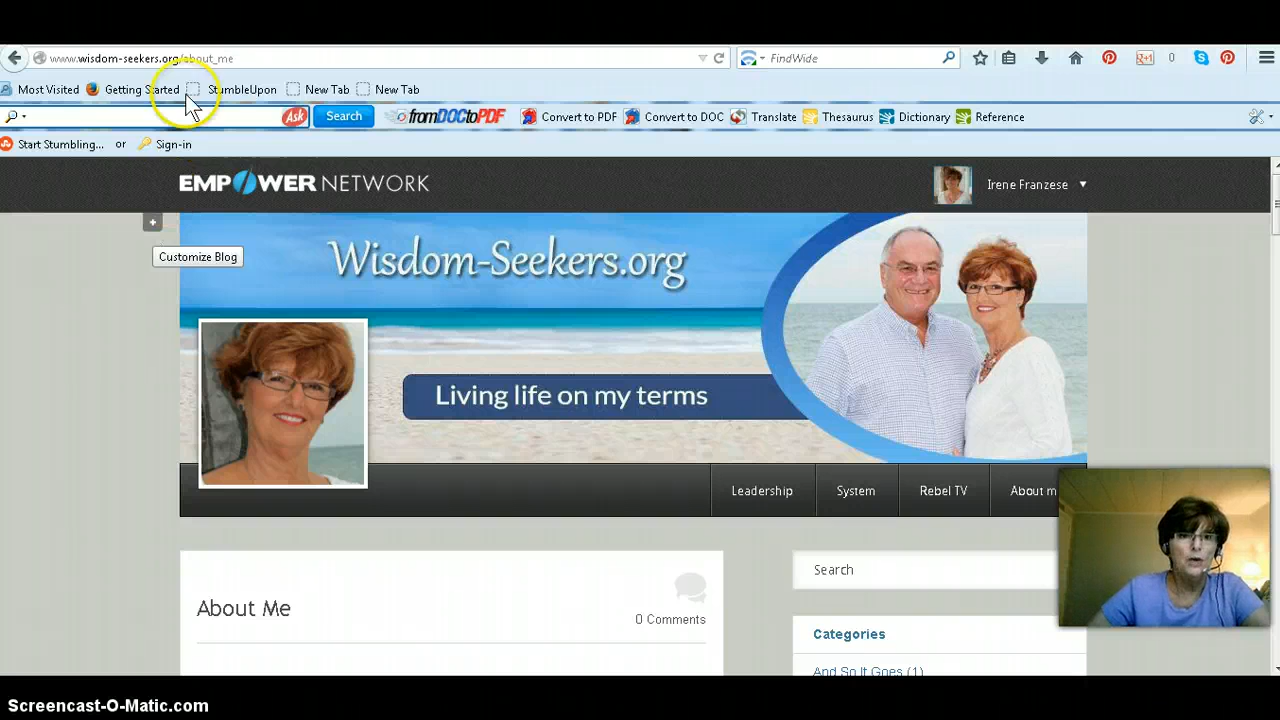 www.wisdom-seekers.org/about_me
FindWide
0
Most Visited Getting Started StumbleUpon New Tab New Tab
Ask Search fromDOCtoPDF Convert to PDF Convert to DOC Translate Thesaurus Dictionary Reference
Start Stumbling... or Sign-in
EMPOWER NETWORK
Irene Franzese
Customize Blog
Wisdom-Seekers.org
Living life on my terms
Leadership System Rebel TV About m
About Me
0 Comments
Search
Categories
And So It Goes (1)
Screencast-O-Matic.com